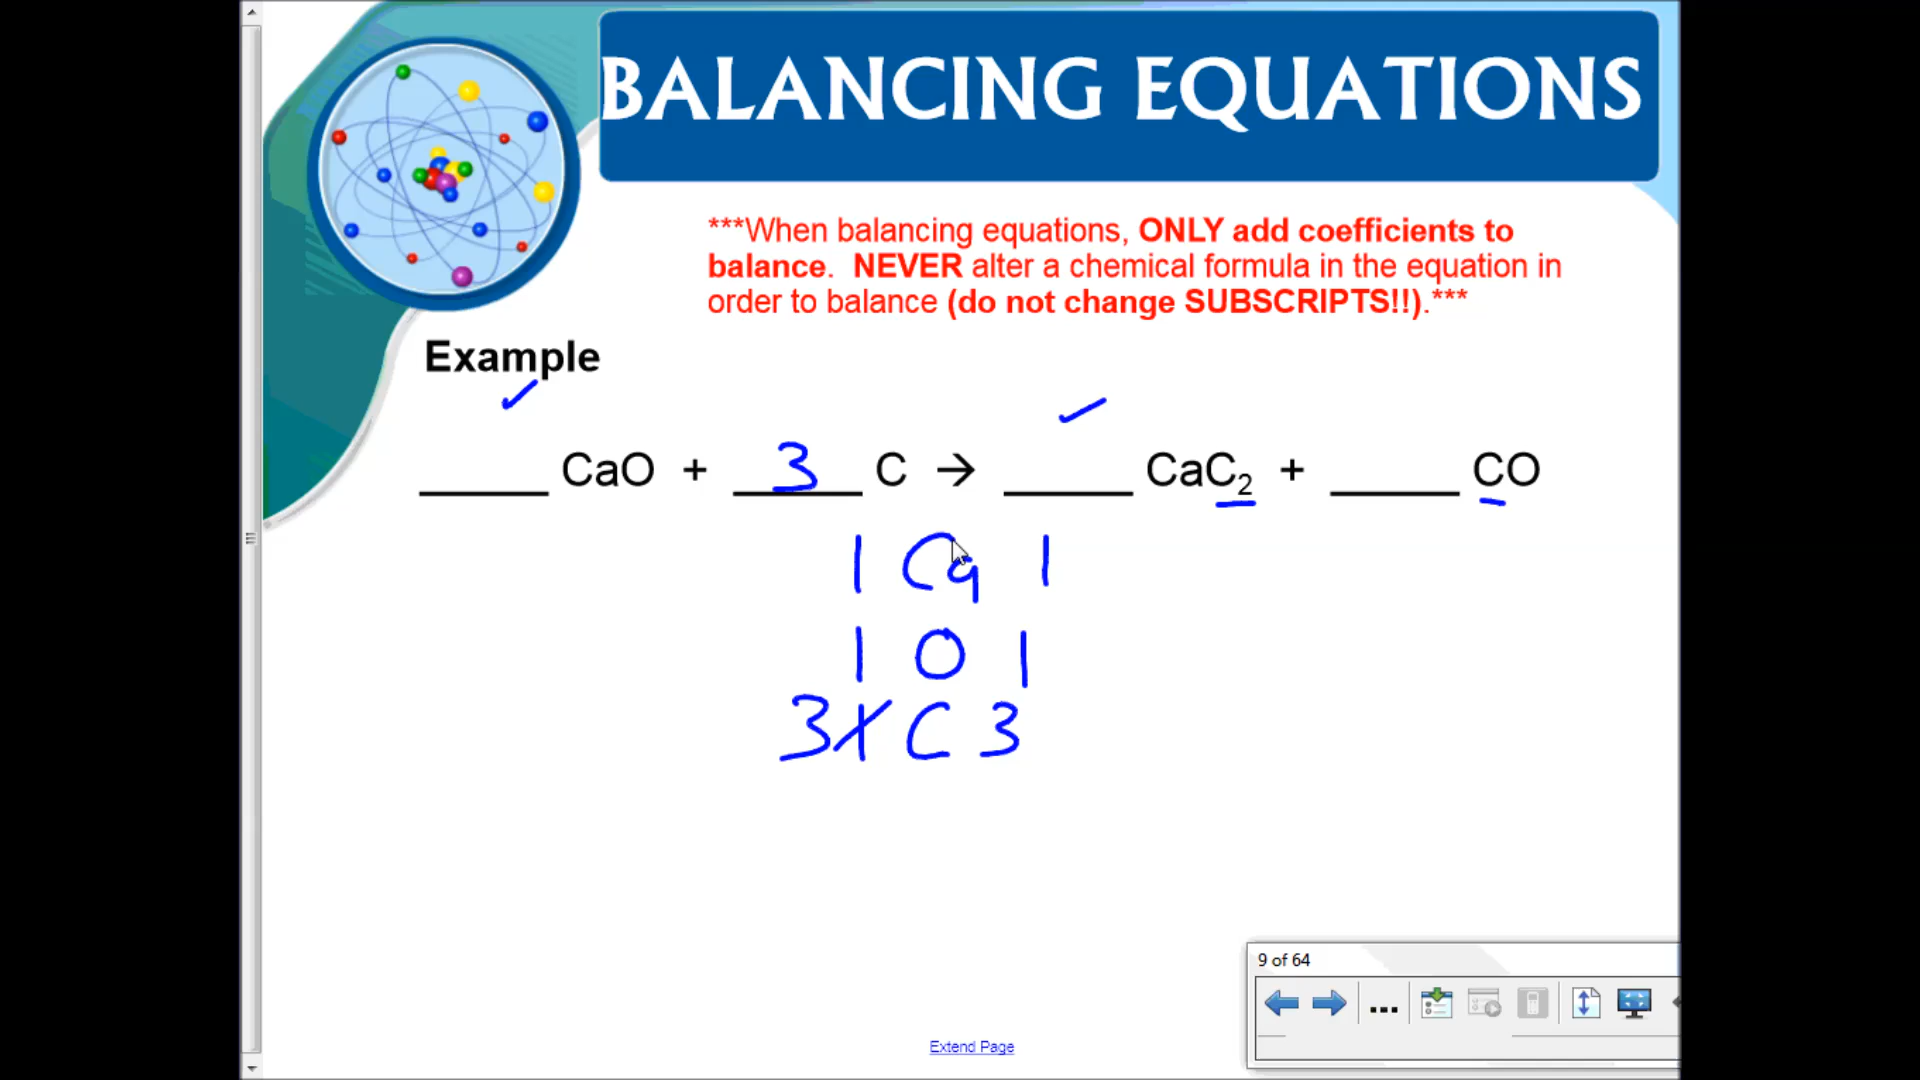 BALANCING EQUATIONS
***When balancing equations, ONLY add coefficients to
balance. NEVER alter a chemical formula in the equation in
order to balance (do not change SUBSCRIPTS!!).***
Example
_____ CaO + __3__ C → _____ CaC₂ + _____ CO
1 Ca 1
1 O 1
3 1 C 3
9 of 64
Extend Page